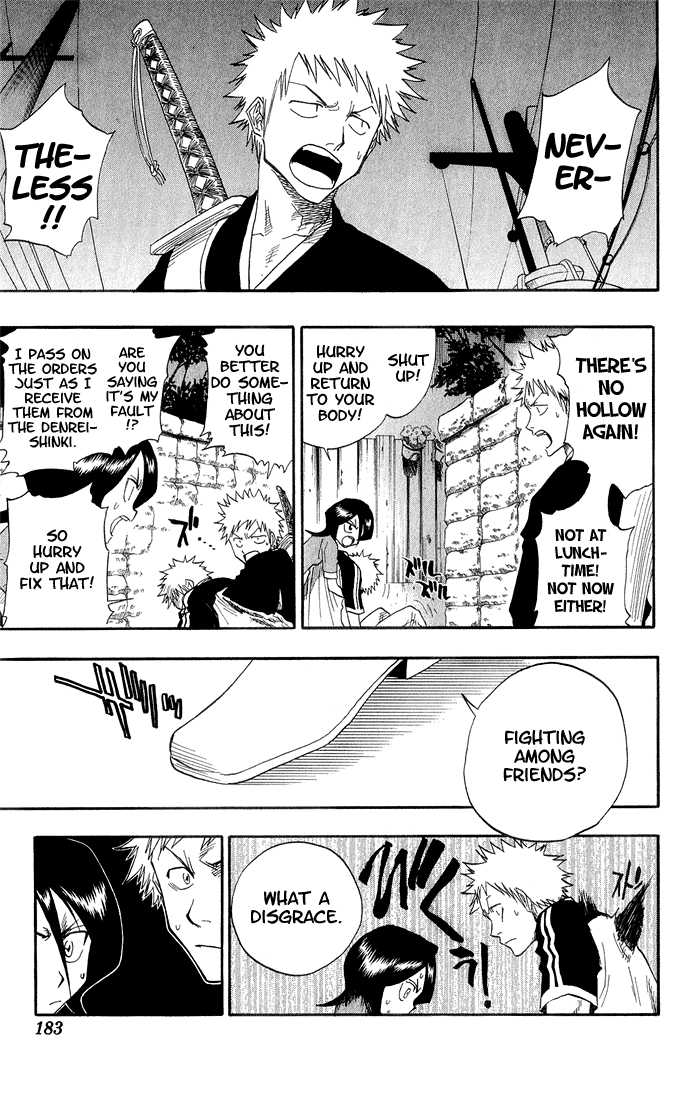 NEV-
ER-
THE-
LESS
!!
THERE'S
NO
HOLLOW
AGAIN!
NOT AT
LUNCH-
TIME!
NOT NOW
EITHER!
SHUT
UP!
HURRY
UP AND
RETURN
TO YOUR
BODY!
YOU
BETTER
DO SOME-
THING
ABOUT
THIS!
ARE
YOU
SAYING
IT'S MY
FAULT
!?
I PASS ON
THE ORDERS
JUST AS I
RECEIVE
THEM FROM
THE DENREI-
SHINKI.
SO
HURRY
UP AND
FIX THAT!
FIGHTING
AMONG
FRIENDS?
WHAT A
DISGRACE.
183